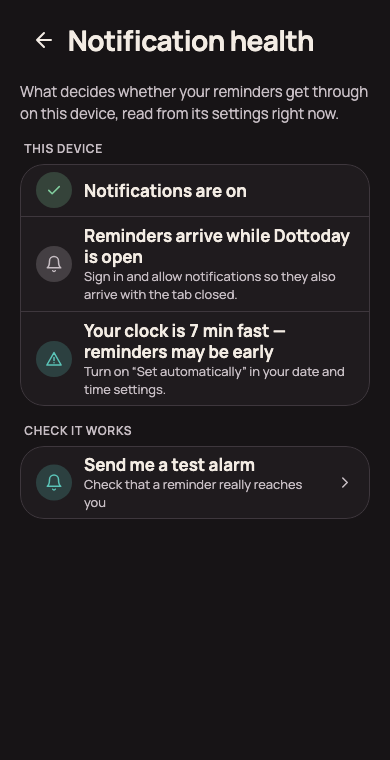 Notification health
What decides whether your reminders get through
on this device, read from its settings right now.
THIS DEVICE
Notifications are on
Reminders arrive while Dottoday
is open
Sign in and allow notifications so they also
arrive with the tab closed.
Your clock is 7 min fast —
reminders may be early
Turn on “Set automatically” in your date and
time settings.
CHECK IT WORKS
Send me a test alarm
Check that a reminder really reaches
you